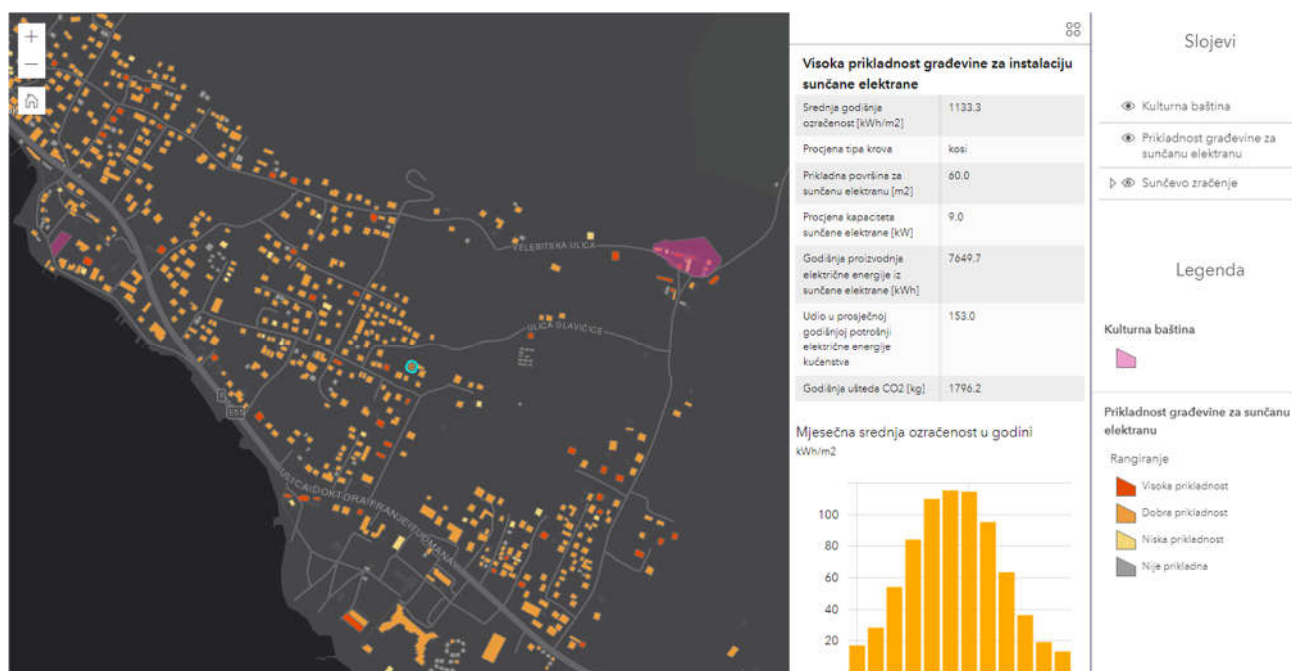 +
−
VELEBITSKA ULICA
ULICA GLAVIČICE
8
E65
ULICA DOKTORA FRANJE TUĐMANA
Visoka prikladnost građevine za instalaciju
sunčane elektrane
Srednja godišnja
ozračenost [kWh/m2]
1133.3
Procjena tipa krova
kosi
Prikladna površina za
sunčanu elektranu [m2]
60.0
Procjena kapaciteta
sunčane elektrane [kW]
9.0
Godišnja proizvodnje
električne energije iz
sunčane elektrane [kWh]
7649.7
Udio u prosječnoj
godišnjoj potrošnji
električne energije
kućanstva
153.0
Godišnja ušteda CO2 [kg]
1796.2
Mjesečna srednja ozračenost u godini
kWh/m2
100
80
60
40
20
Slojevi
Kulturna baština
Prikladnost građevine za
sunčanu elektranu
Sunčevo zračenje
Legenda
Kulturna baština
Prikladnost građevine za sunčanu
elektranu
Rangiranje
Visoka prikladnost
Dobra prikladnost
Niska prikladnost
Nije prikladna